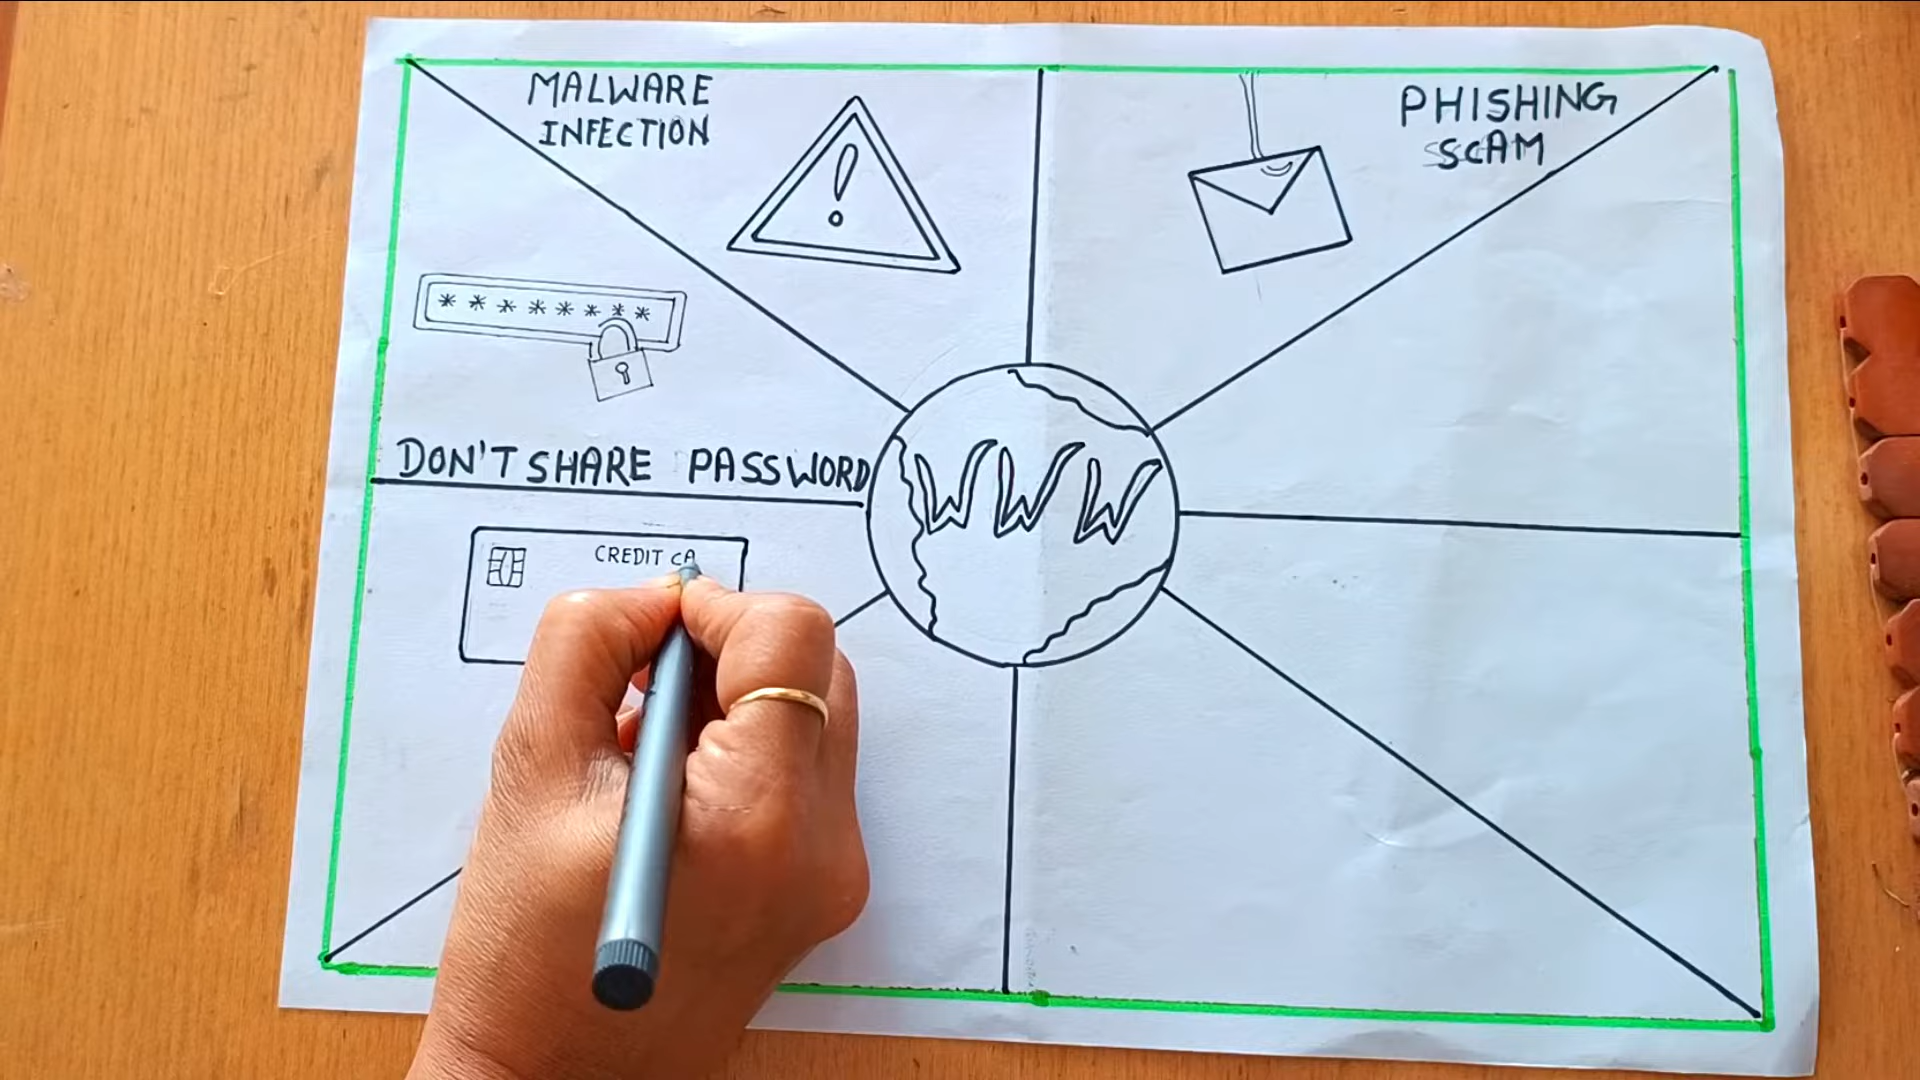 MALWARE
INFECTION
PHISHING
SCAM
********
DON'T SHARE PASSWORD
WWW
CREDIT CA